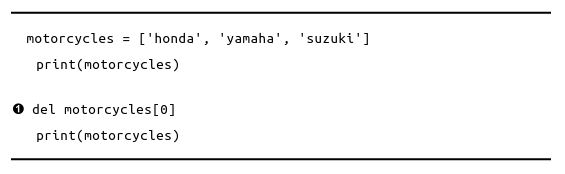 motorcycles = ['honda', 'yamaha', 'suzuki']
print(motorcycles)
❶ del motorcycles[0]
print(motorcycles)